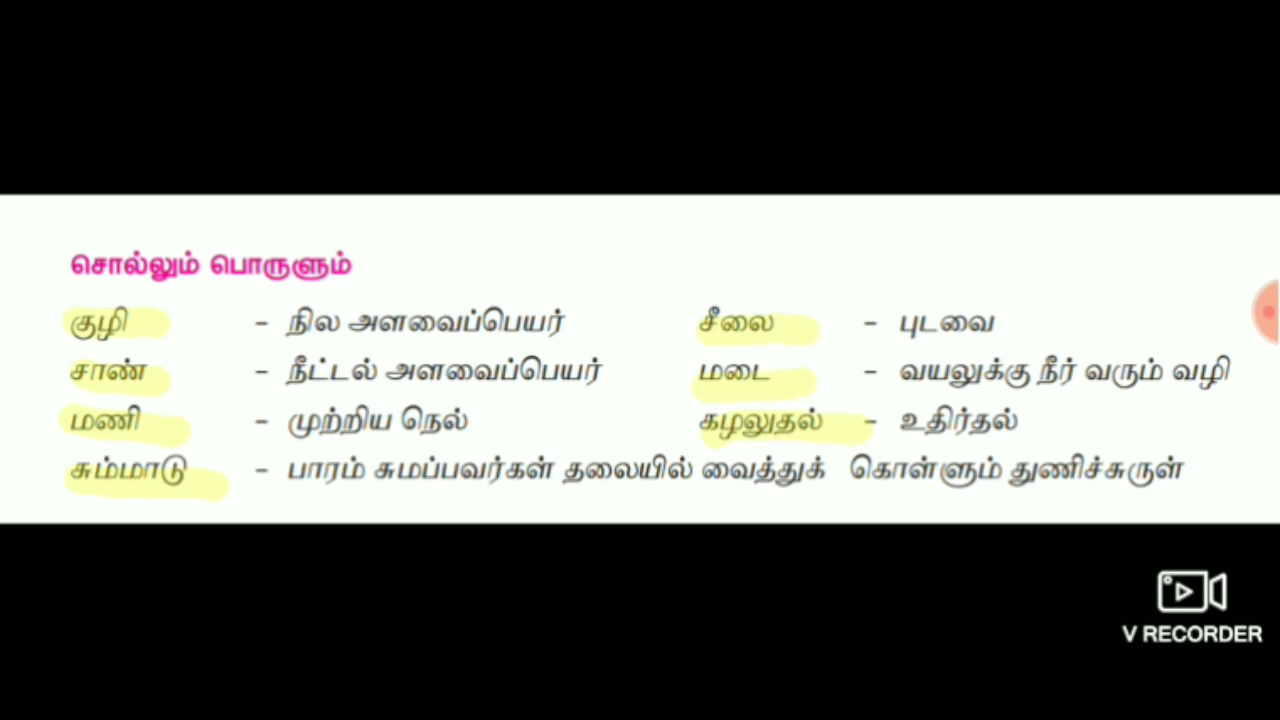 சொல்லும் பொருளும்
குழி – நில அளவைப்பெயர் சீலை – புடவை
சாண் – நீட்டல் அளவைப்பெயர் மடை – வயலுக்கு நீர் வரும் வழி
மணி – முற்றிய நெல் கழலுதல் – உதிர்தல்
சும்மாடு – பாரம் சுமப்பவர்கள் தலையில் வைத்துக் கொள்ளும் துணிச்சுருள்
V RECORDER